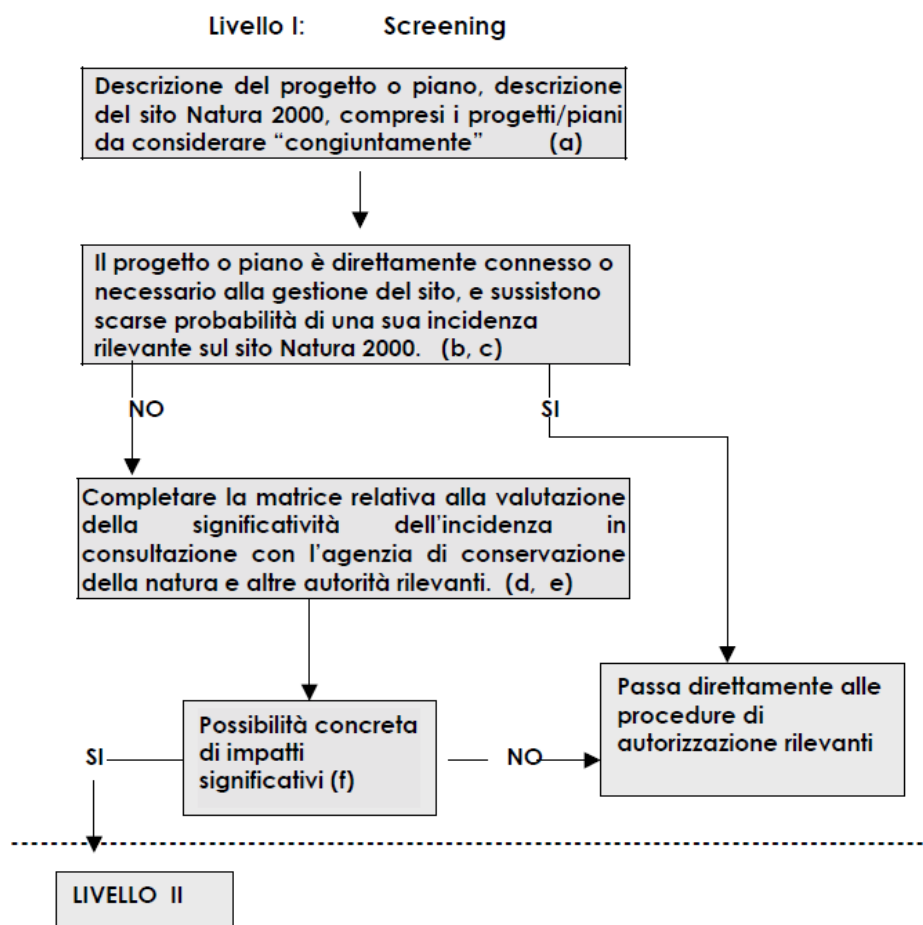 Livello I: Screening
Descrizione del progetto o piano, descrizione
del sito Natura 2000, compresi i progetti/piani
da considerare “congiuntamente” (a)
Il progetto o piano è direttamente connesso o
necessario alla gestione del sito, e sussistono
scarse probabilità di una sua incidenza
rilevante sul sito Natura 2000. (b, c)
NO
SI
Completare la matrice relativa alla valutazione
della significatività dell’incidenza in
consultazione con l’agenzia di conservazione
della natura e altre autorità rilevanti. (d, e)
Passa direttamente alle
procedure di
autorizzazione rilevanti
Possibilità concreta
di impatti
significativi (f)
SI
NO
LIVELLO II